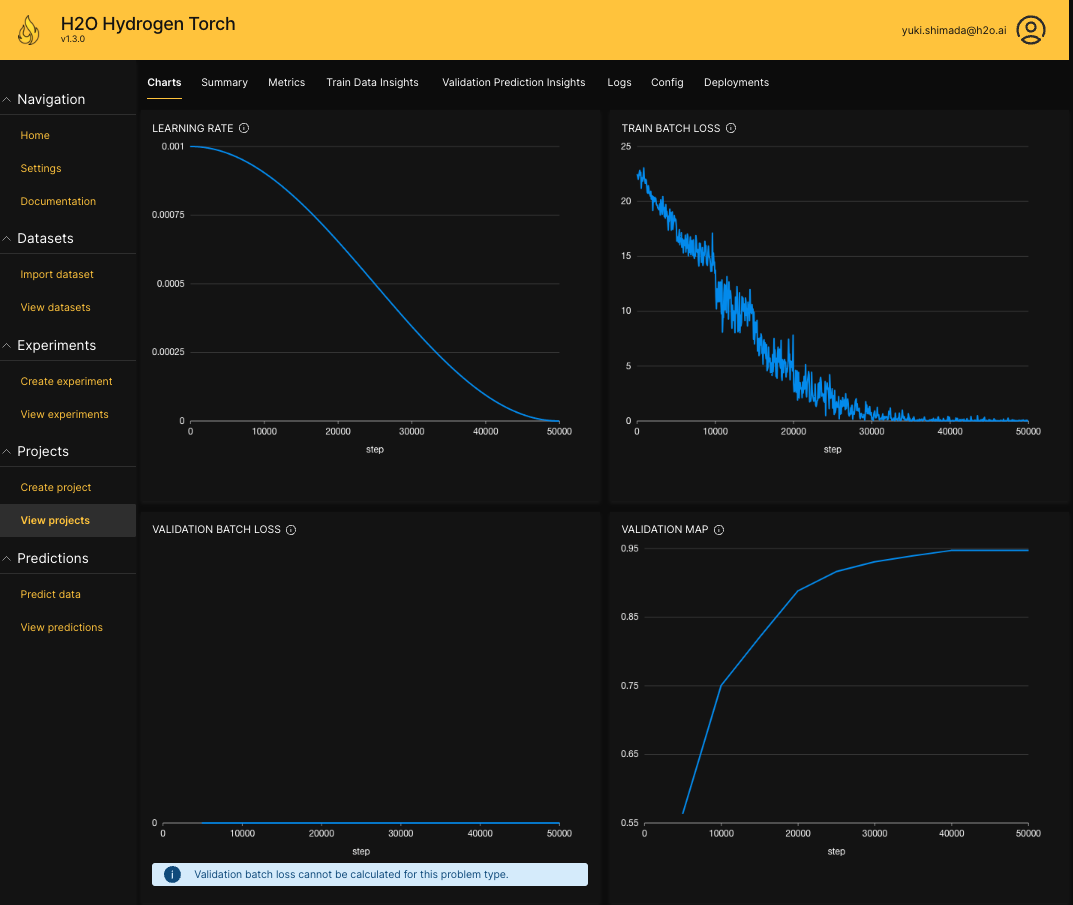 H2O Hydrogen Torch
v1.3.0
yuki.shimada@h2o.ai
Navigation
Home
Settings
Documentation
Datasets
Import dataset
View datasets
Experiments
Create experiment
View experiments
Projects
Create project
View projects
Predictions
Predict data
View predictions
Charts Summary Metrics Train Data Insights Validation Prediction Insights Logs Config Deployments
LEARNING RATE
0.001
0.00075
0.0005
0.00025
0
0 10000 20000 30000 40000 50000
step
TRAIN BATCH LOSS
25
20
15
10
5
0
0 10000 20000 30000 40000 50000
step
VALIDATION BATCH LOSS
0
0 10000 20000 30000 40000 50000
step
Validation batch loss cannot be calculated for this problem type.
VALIDATION MAP
0.95
0.85
0.75
0.65
0.55
0 10000 20000 30000 40000 50000
step